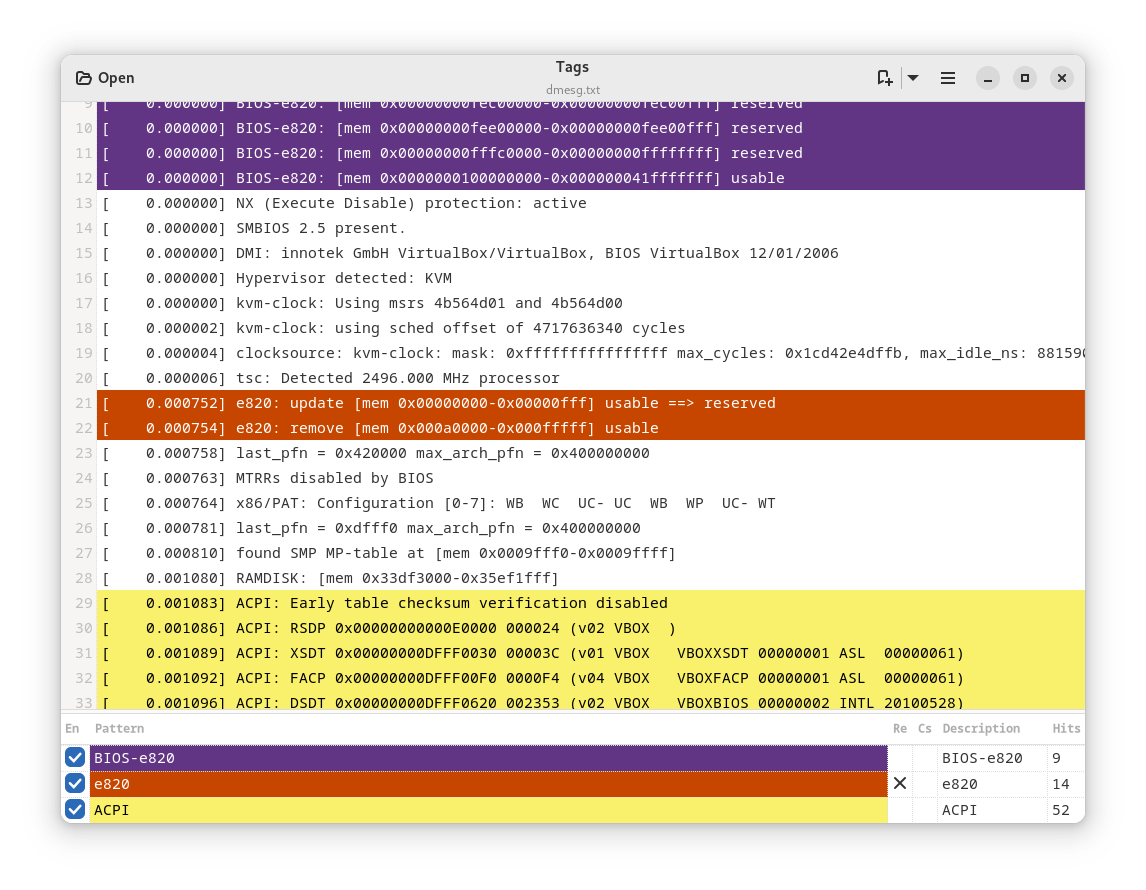 Open
Tags
dmesg.txt
9 [    0.000000] BIOS-e820: [mem 0x00000000fec00000-0x00000000fec00fff] reserved
10 [    0.000000] BIOS-e820: [mem 0x00000000fee00000-0x00000000fee00fff] reserved
11 [    0.000000] BIOS-e820: [mem 0x00000000fffc0000-0x00000000ffffffff] reserved
12 [    0.000000] BIOS-e820: [mem 0x0000000100000000-0x000000041fffffff] usable
13 [    0.000000] NX (Execute Disable) protection: active
14 [    0.000000] SMBIOS 2.5 present.
15 [    0.000000] DMI: innotek GmbH VirtualBox/VirtualBox, BIOS VirtualBox 12/01/2006
16 [    0.000000] Hypervisor detected: KVM
17 [    0.000000] kvm-clock: Using msrs 4b564d01 and 4b564d00
18 [    0.000002] kvm-clock: using sched offset of 4717636340 cycles
19 [    0.000004] clocksource: kvm-clock: mask: 0xffffffffffffffff max_cycles: 0x1cd42e4dffb, max_idle_ns: 88159
20 [    0.000006] tsc: Detected 2496.000 MHz processor
21 [    0.000752] e820: update [mem 0x00000000-0x00000fff] usable ==> reserved
22 [    0.000754] e820: remove [mem 0x000a0000-0x000fffff] usable
23 [    0.000758] last_pfn = 0x420000 max_arch_pfn = 0x400000000
24 [    0.000763] MTRRs disabled by BIOS
25 [    0.000764] x86/PAT: Configuration [0-7]: WB  WC  UC- UC  WB  WP  UC- WT
26 [    0.000781] last_pfn = 0xdfff0 max_arch_pfn = 0x400000000
27 [    0.000810] found SMP MP-table at [mem 0x0009fff0-0x0009ffff]
28 [    0.001080] RAMDISK: [mem 0x33df3000-0x35ef1fff]
29 [    0.001083] ACPI: Early table checksum verification disabled
30 [    0.001086] ACPI: RSDP 0x00000000000E0000 000024 (v02 VBOX  )
31 [    0.001089] ACPI: XSDT 0x00000000DFFF0030 00003C (v01 VBOX   VBOXXSDT 00000001 ASL  00000061)
32 [    0.001092] ACPI: FACP 0x00000000DFFF00F0 0000F4 (v04 VBOX   VBOXFACP 00000001 ASL  00000061)
33 [    0.001096] ACPI: DSDT 0x00000000DFFF0620 002353 (v02 VBOX   VBOXBIOS 00000002 INTL 20100528)
En Pattern Re Cs Description Hits
BIOS-e820 BIOS-e820 9
e820 e820 14
ACPI ACPI 52